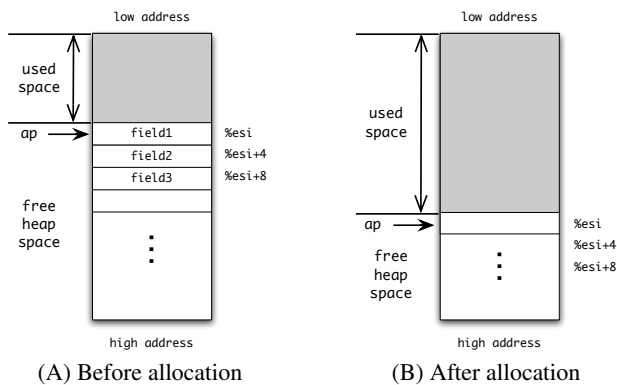 low address
used
space
ap
field1
%esi
field2
%esi+4
field3
%esi+8
free
heap
space
high address
(A) Before allocation
low address
used
space
ap
%esi
%esi+4
%esi+8
free
heap
space
high address
(B) After allocation